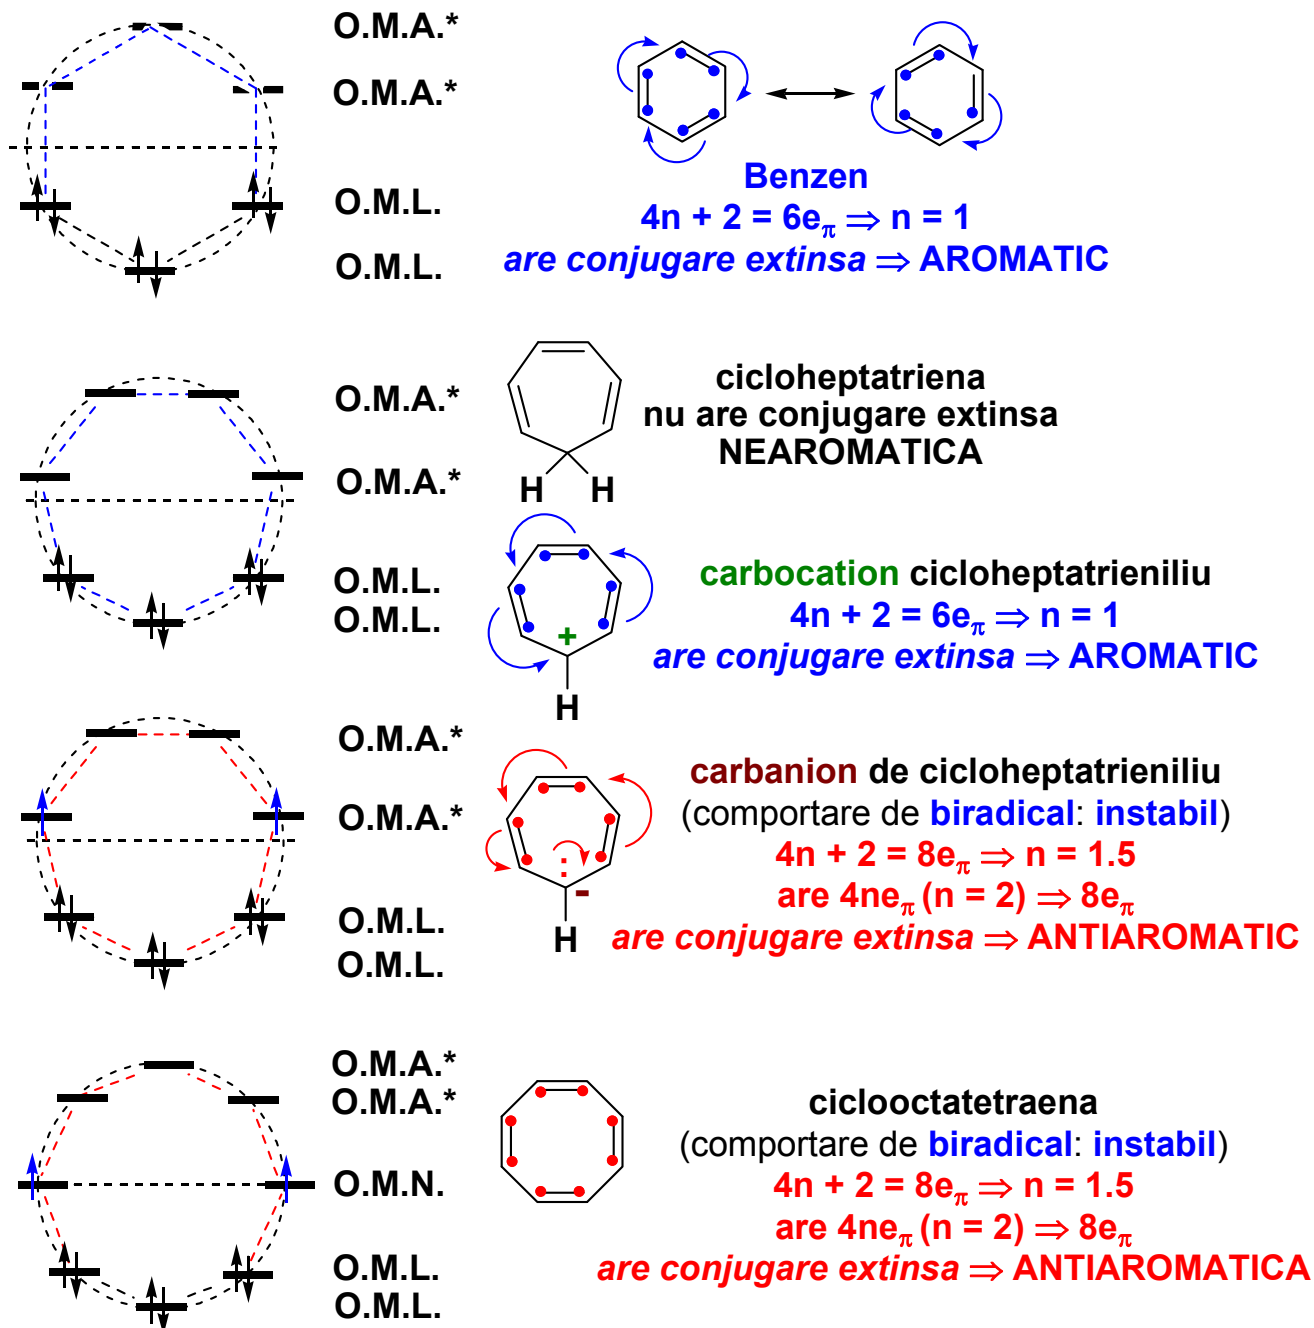 O.M.A.*
O.M.A.*
O.M.L.
O.M.L.
Benzen
4n + 2 = 6eπ ⇒ n = 1
are conjugare extinsa ⇒ AROMATIC
O.M.A.*
O.M.A.*
O.M.L.
O.M.L.
cicloheptatriena
nu are conjugare extinsa
NEAROMATICA
H H
carbocation cicloheptatrieniliu
4n + 2 = 6eπ ⇒ n = 1
are conjugare extinsa ⇒ AROMATIC
+
H
O.M.A.*
O.M.A.*
O.M.L.
O.M.L.
carbanion de cicloheptatrieniliu
(comportare de biradical: instabil)
4n + 2 = 8eπ ⇒ n = 1.5
are 4neπ (n = 2) ⇒ 8eπ
are conjugare extinsa ⇒ ANTIAROMATIC
:
-
H
O.M.A.*
O.M.A.*
O.M.N.
O.M.L.
O.M.L.
ciclooctatetraena
(comportare de biradical: instabil)
4n + 2 = 8eπ ⇒ n = 1.5
are 4neπ (n = 2) ⇒ 8eπ
are conjugare extinsa ⇒ ANTIAROMATICA